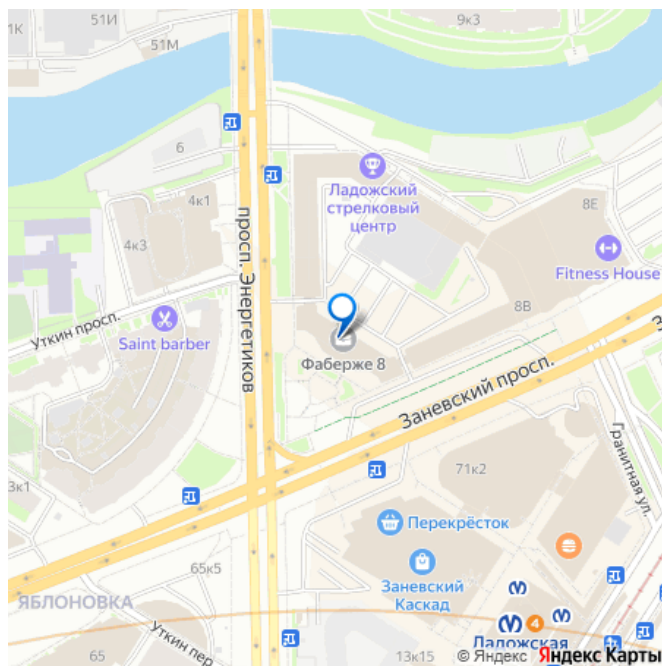 1К
51И
51М
9к3
6
4к1
4к3
Ладожский
стрелковый
центр
8Е
Fitness House
просп. Энергетиков
8В
Уткин просп.
Saint barber
Фаберже 8
Заневский просп.
З
Гранитная ул.
71к2
3к1
Перекрёсток
65к5
Заневский
Каскад
ЯБЛОНОВКА
4
Ладожская
Уткин пер
65
13к15
© Яндекс Яндекс Карты